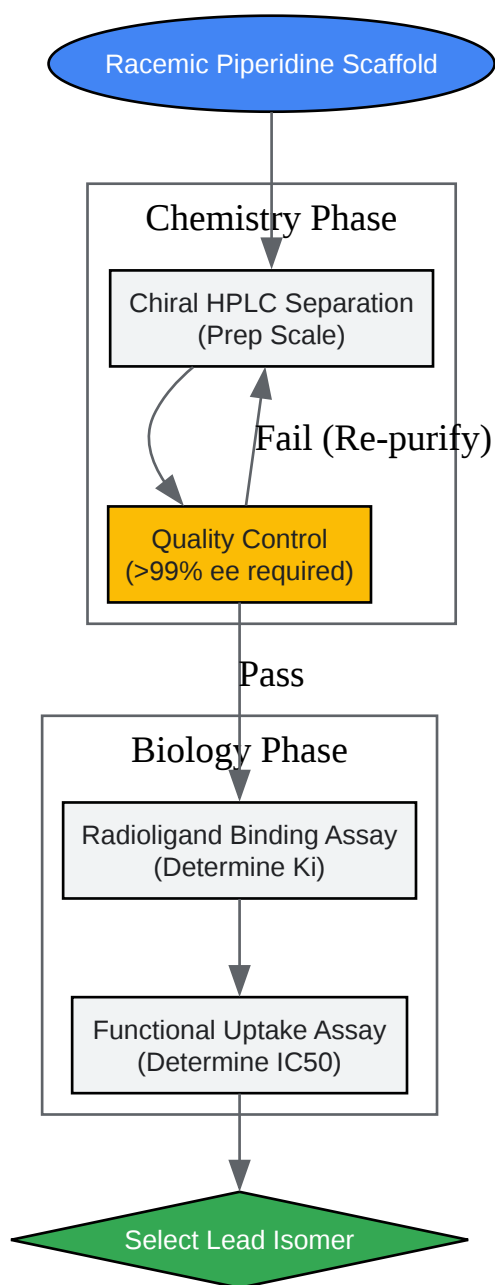 Racemic Piperidine Scaffold
Chemistry Phase
Chiral HPLC Separation
(Prep Scale)
Fail (Re-purify)
Quality Control
(>99% ee required)
Pass
Biology Phase
Radioligand Binding Assay
(Determine Ki)
Functional Uptake Assay
(Determine IC50)
Select Lead Isomer